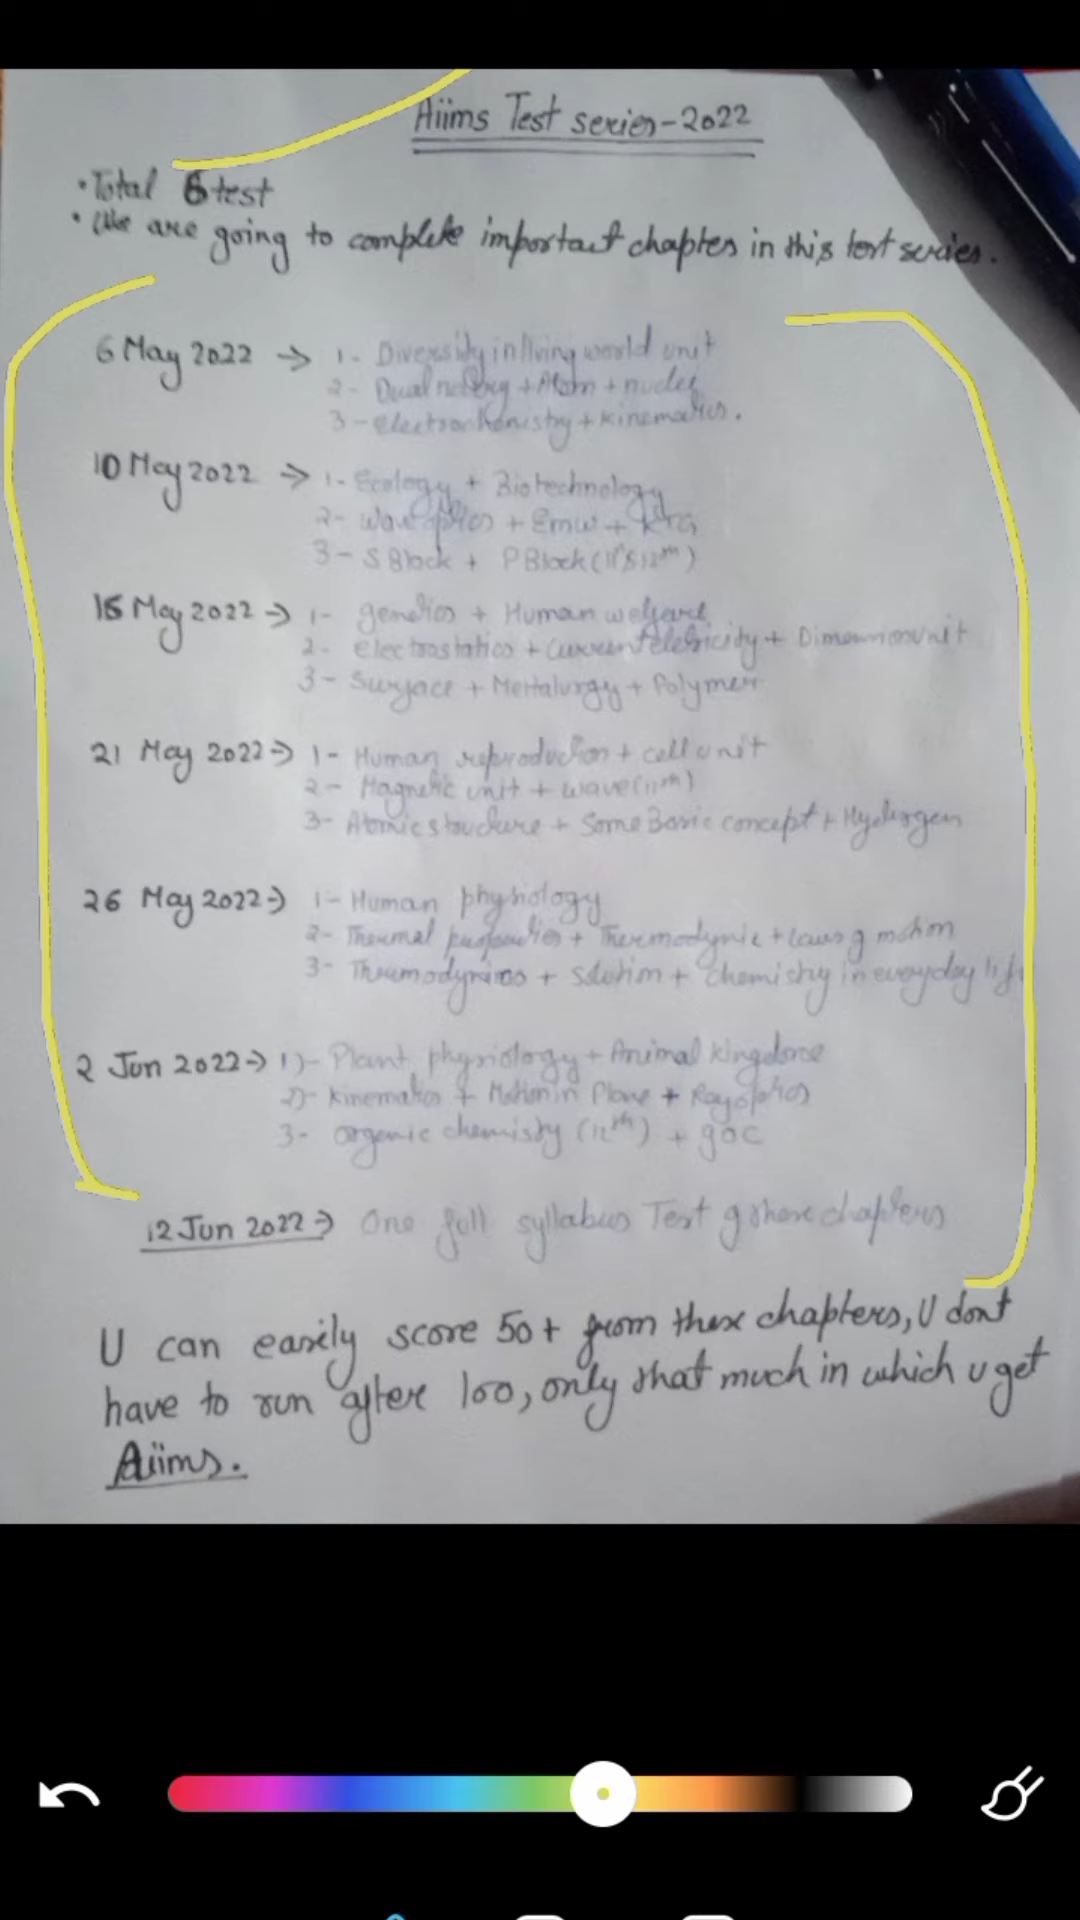 Aiims Test series-2022
• Total 6 test
• We are going to complete important chapters in this test series.
6 May 2022 → 1- Diversity in living world unit
2- Dual nature + Atom + nuclei
3- Electrochemistry + kinematics.
10 May 2022 → 1- Ecology + Biotechnology
2- Wave optics + Emw + KTG
3- S Block + P Block (11th & 12th)
15 May 2022 → 1- genetics + Human welfare
2- electrostatics + current eletricity + Dimension unit
3- Surface + Mettalurgy + Polymer
21 May 2022 → 1- Human reproduction + cell unit
2- Magnetic unit + wave (11th)
3- Atomic structure + Some Basic concept + Hydrogen
26 May 2022 → 1- Human physiology
2- Thermal properties + Thermodynic + Laws of motion
3- Thermodynimcs + Solution + Chemistry in everyday life
2 Jun 2022 → 1)- Plant physiology + Animal kingdom
2)- Kinematics + Motion in Plane + Ray optics
3- Organic chemistry (12th) + goc
12 Jun 2022 → One full syllabus Test of these chapters
U can easily score 50+ from these chapters, U dont
have to run after 100, only that much in which u get
Aiims.